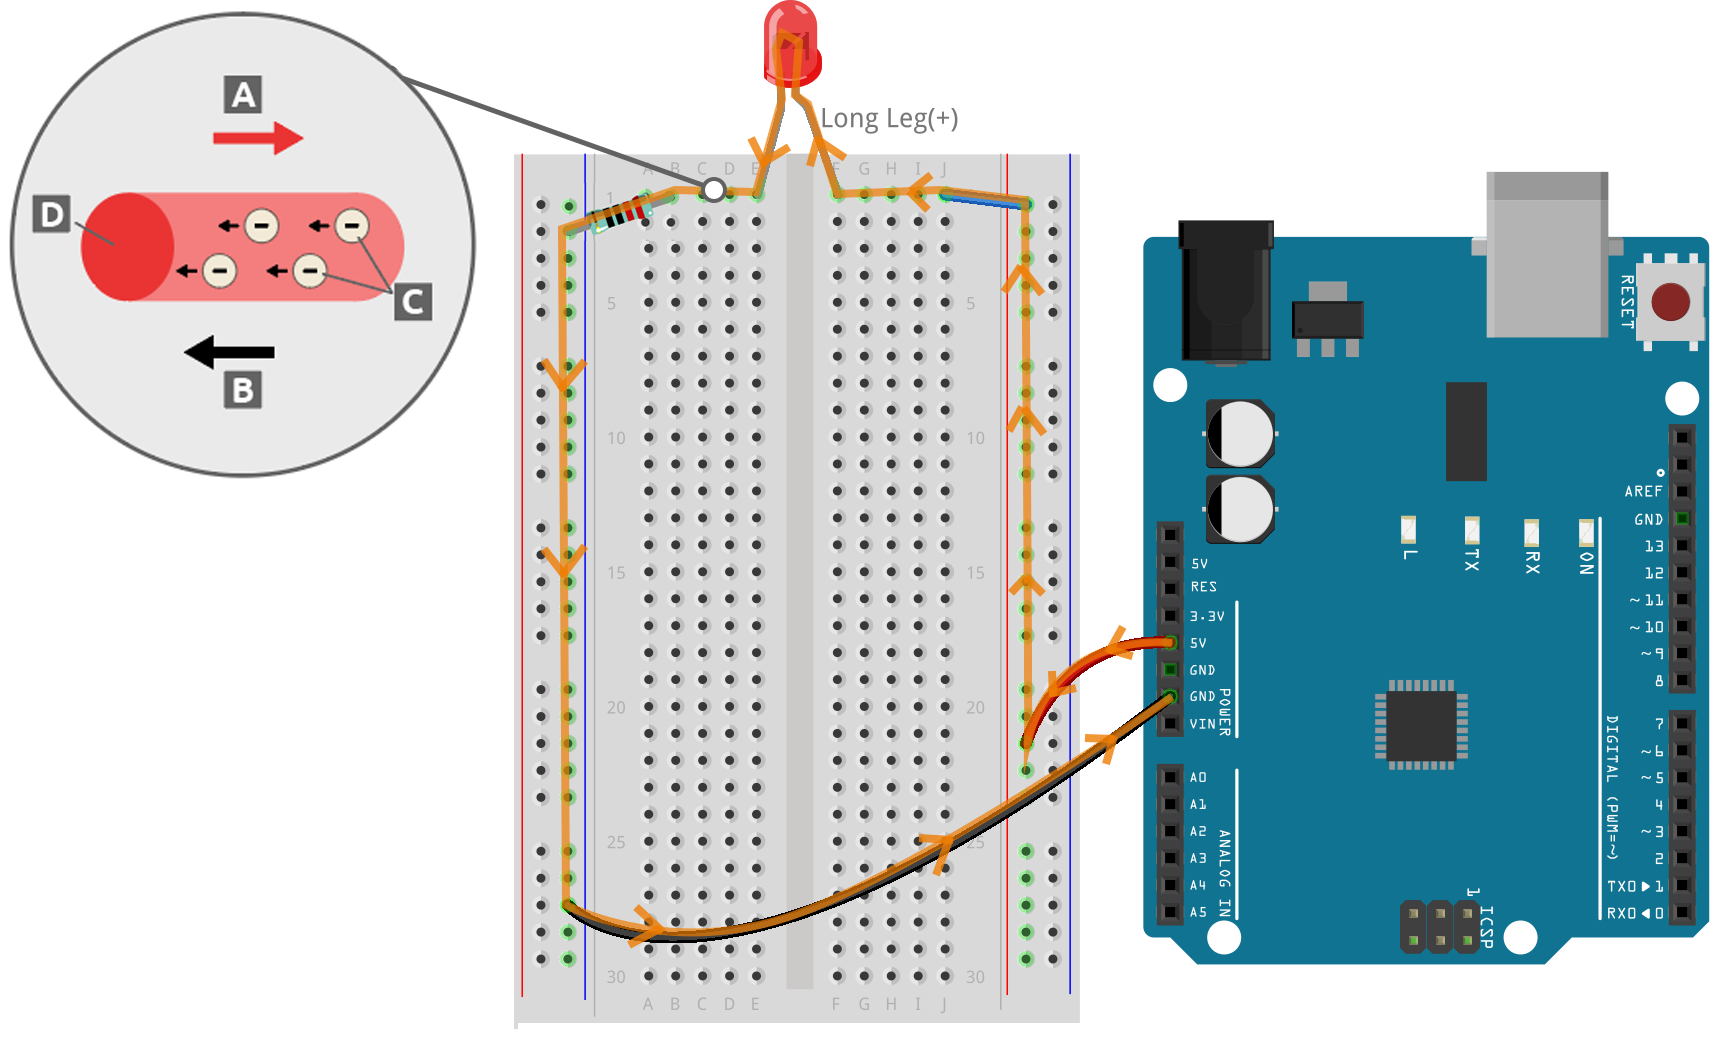 A
D
C
B
Long Leg(+)
A B C D E F G H I J
1
5 5
10 10
15 15
20 20
25 25
30 30
A B C D E F G H I J
RESET
5V
RES
3.3V
5V
GND
GND
VIN
POWER
A0
A1
A2
A3
A4
A5
ANALOG IN
L
TX
RX
ON
AREF
GND
13
12
~11
~10
~9
8
7
~6
~5
4
~3
2
TX0▶1
RX0◀0
DIGITAL (PWM=~)
1
ICSP